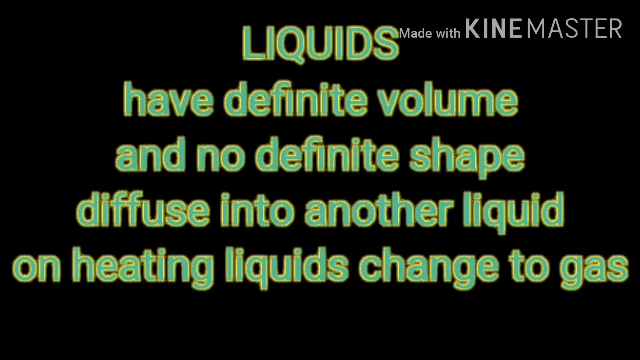 LIQUIDS
Made with KINEMASTER
have definite volume
and no definite shape
diffuse into another liquid
on heating liquids change to gas